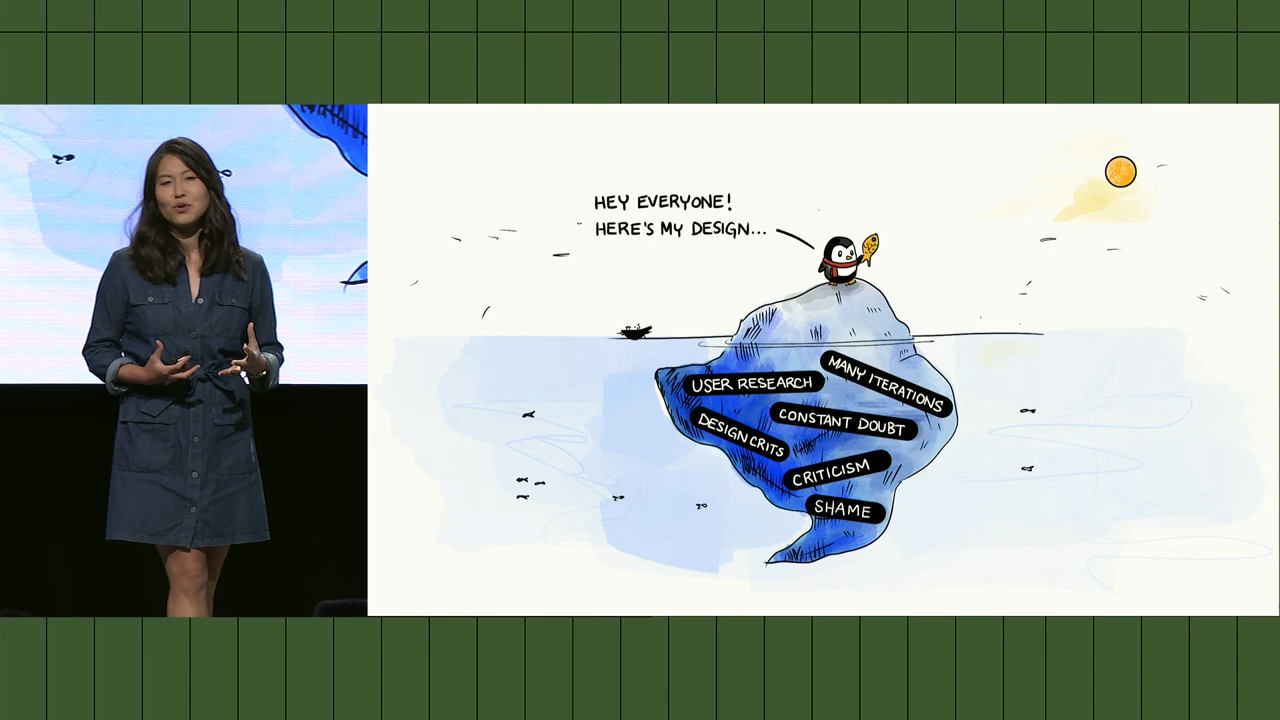 HEY EVERYONE!
HERE'S MY DESIGN...
USER RESEARCH
MANY ITERATIONS
CONSTANT DOUBT
DESIGN CRITS
CRITICISM
SHAME